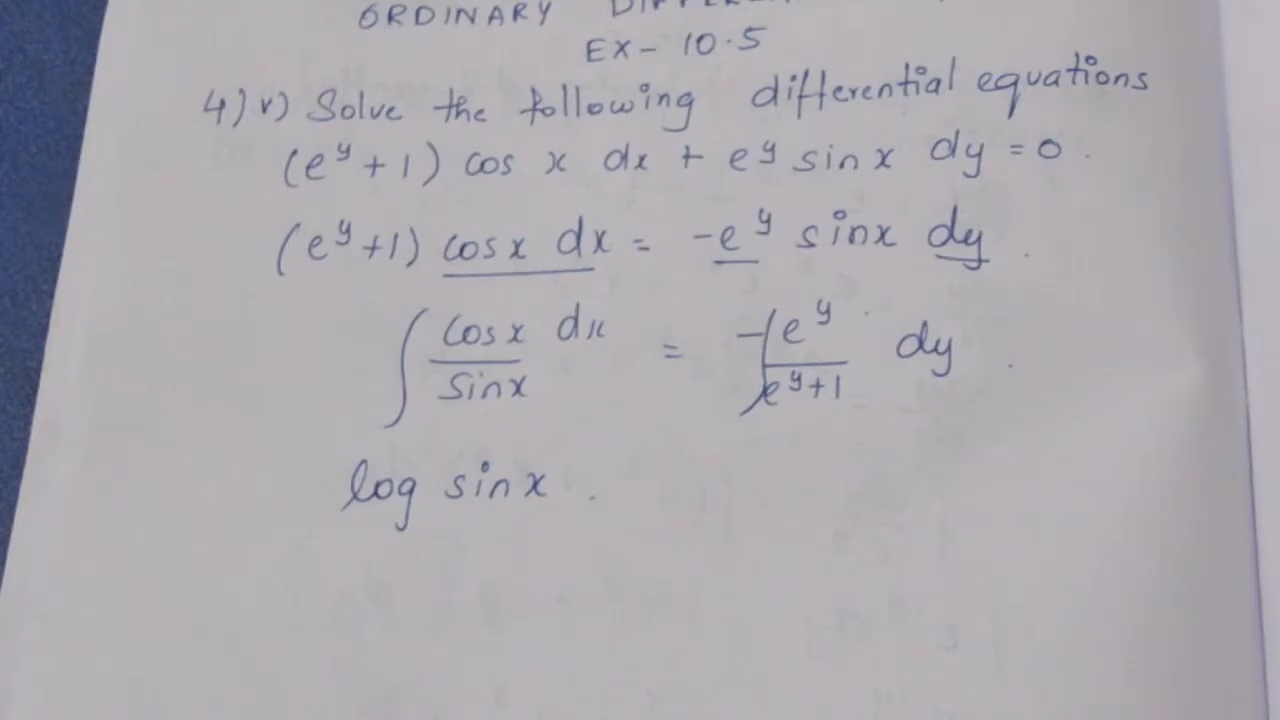 ORDINARY DIFFEREN
EX - 10.5
4) v) Solve the following differential equations
(e^y + 1) cos x dx + e^y sin x dy = 0.
(e^y + 1) cos x dx = -e^y sin x dy.
∫ cos x dx / sin x = -∫ e^y / e^y + 1 dy.
log sin x.